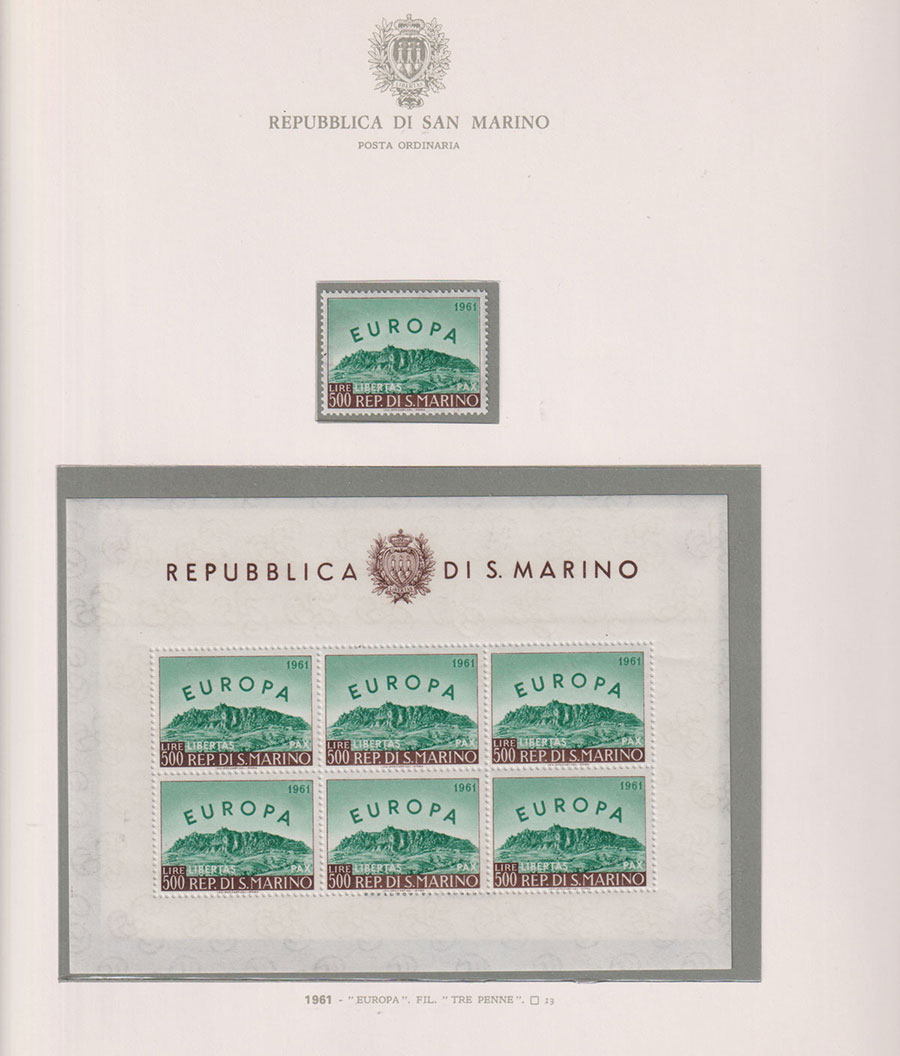 LIBERTAS
REPUBBLICA DI SAN MARINO
POSTA ORDINARIA
1961
EUROPA
LIRE LIBERTAS PAX
500 REP. DI S. MARINO
REPUBBLICA DI S. MARINO
1961 1961 1961
EUROPA EUROPA EUROPA
LIRE LIBERTAS PAX LIRE LIBERTAS PAX LIRE LIBERTAS PAX
500 REP. DI S. MARINO 500 REP. DI S. MARINO 500 REP. DI S. MARINO
1961 1961 1961
EUROPA EUROPA EUROPA
LIRE LIBERTAS PAX LIRE LIBERTAS PAX LIRE LIBERTAS PAX
500 REP. DI S. MARINO 500 REP. DI S. MARINO 500 REP. DI S. MARINO
1961 - "EUROPA". FIL. "TRE PENNE". □ 13